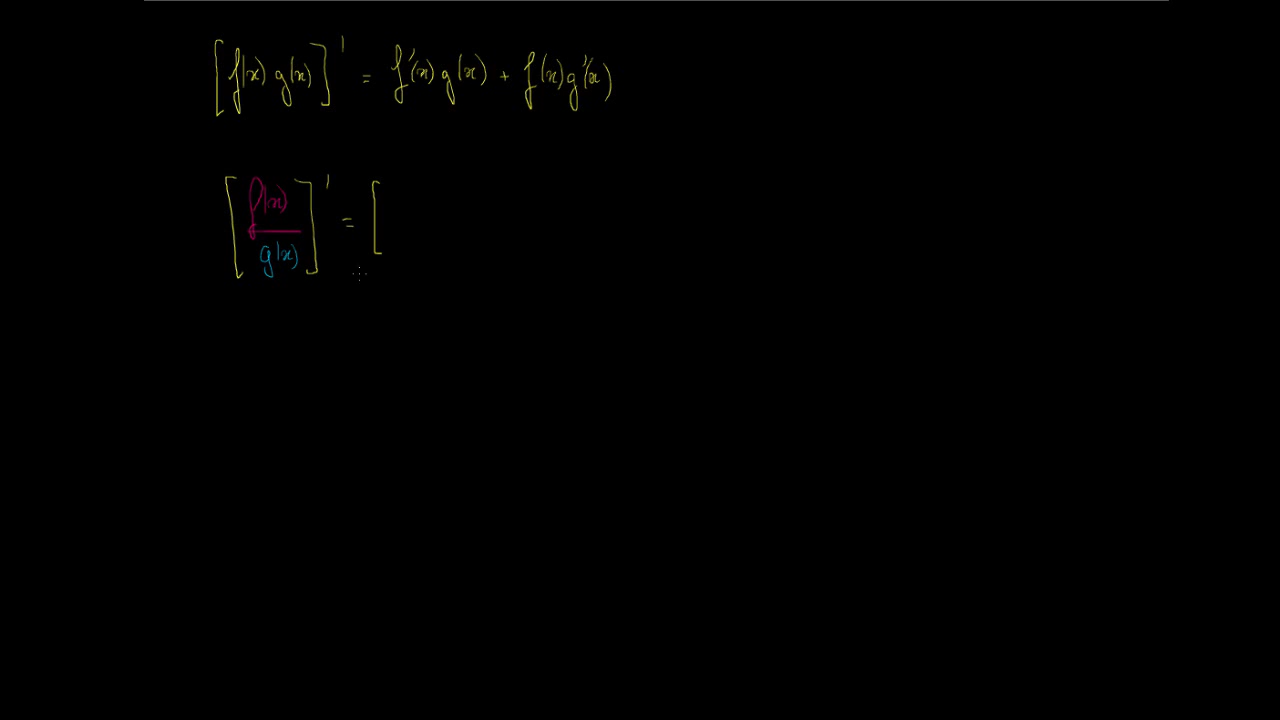 [f(x) g(x)]' = f'(x) g(x) + f(x) g'(x)
[f(x)/g(x)]' = [